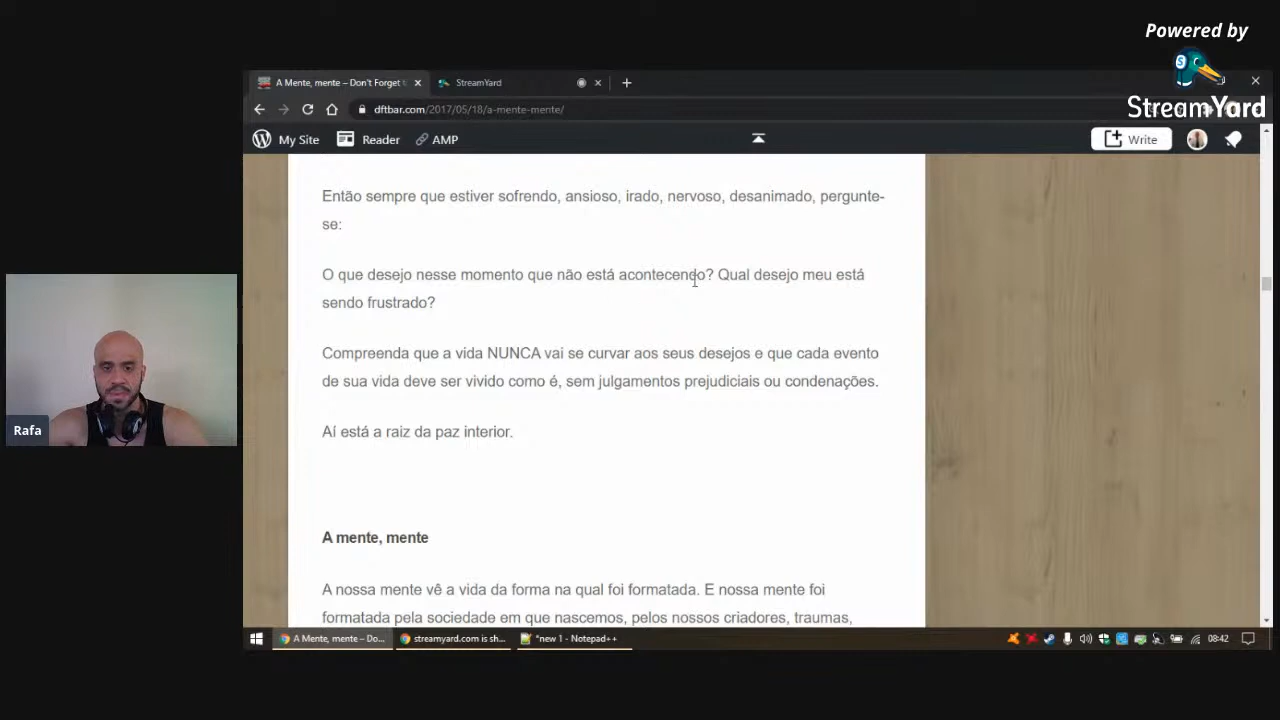 Powered by
StreamYard
A Mente, mente – Don't Forget
StreamYard
dftbar.com/2017/05/18/a-mente-mente/
My Site
Reader
AMP
Write
Então sempre que estiver sofrendo, ansioso, irado, nervoso, desanimado, pergunte-
se:
O que desejo nesse momento que não está acontecendo? Qual desejo meu está
sendo frustrado?
Compreenda que a vida NUNCA vai se curvar aos seus desejos e que cada evento
de sua vida deve ser vivido como é, sem julgamentos prejudiciais ou condenações.
Aí está a raiz da paz interior.
A mente, mente
A nossa mente vê a vida da forma na qual foi formatada. E nossa mente foi
formatada pela sociedade em que nascemos, pelos nossos criadores, traumas,
Rafa
A Mente, mente – Do...
streamyard.com is sh...
*new 1 - Notepad++
08:42